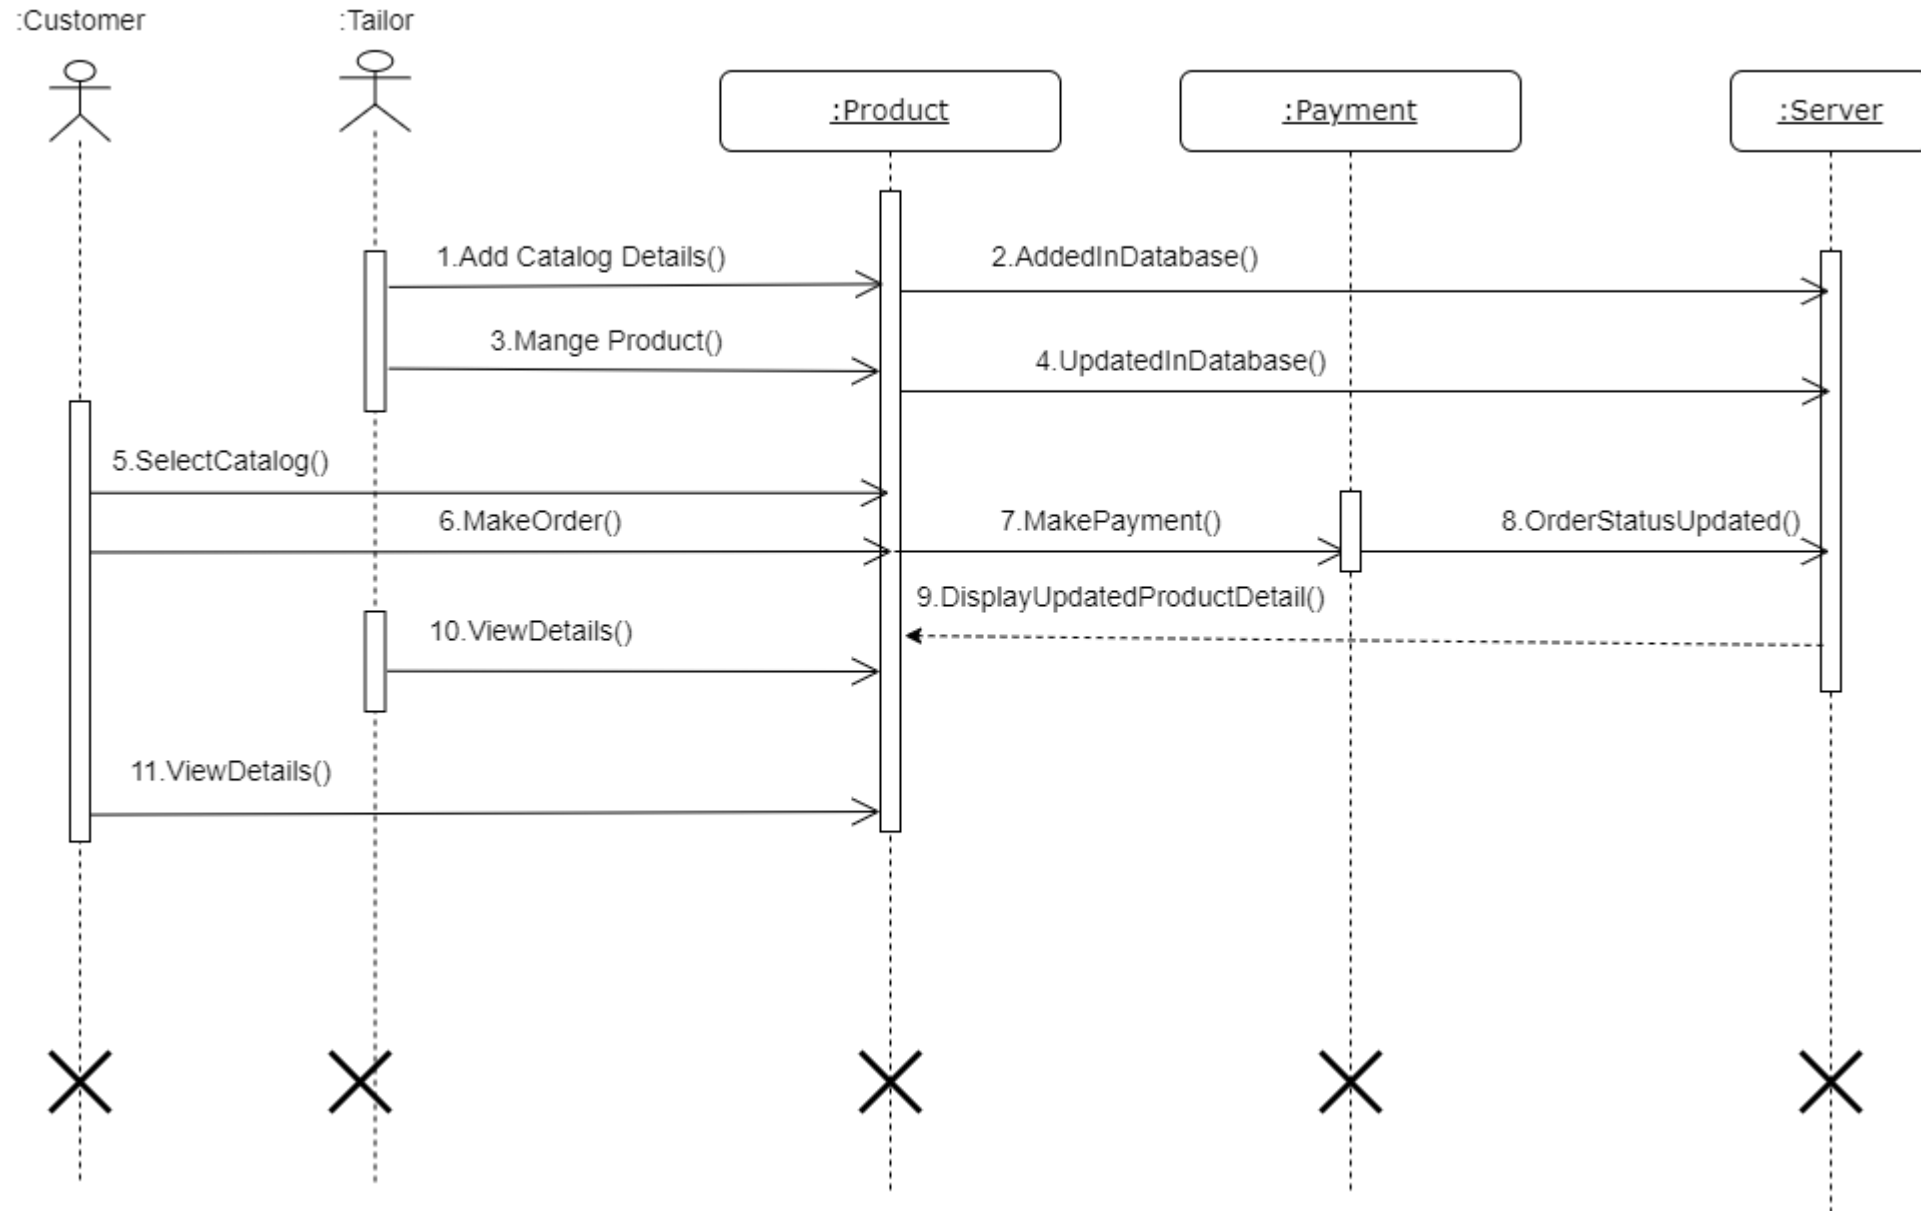 :Customer
:Tailor
:Product
:Payment
:Server
1.Add Catalog Details()
2.AddedInDatabase()
3.Mange Product()
4.UpdatedInDatabase()
5.SelectCatalog()
6.MakeOrder()
7.MakePayment()
8.OrderStatusUpdated()
9.DisplayUpdatedProductDetail()
10.ViewDetails()
11.ViewDetails()